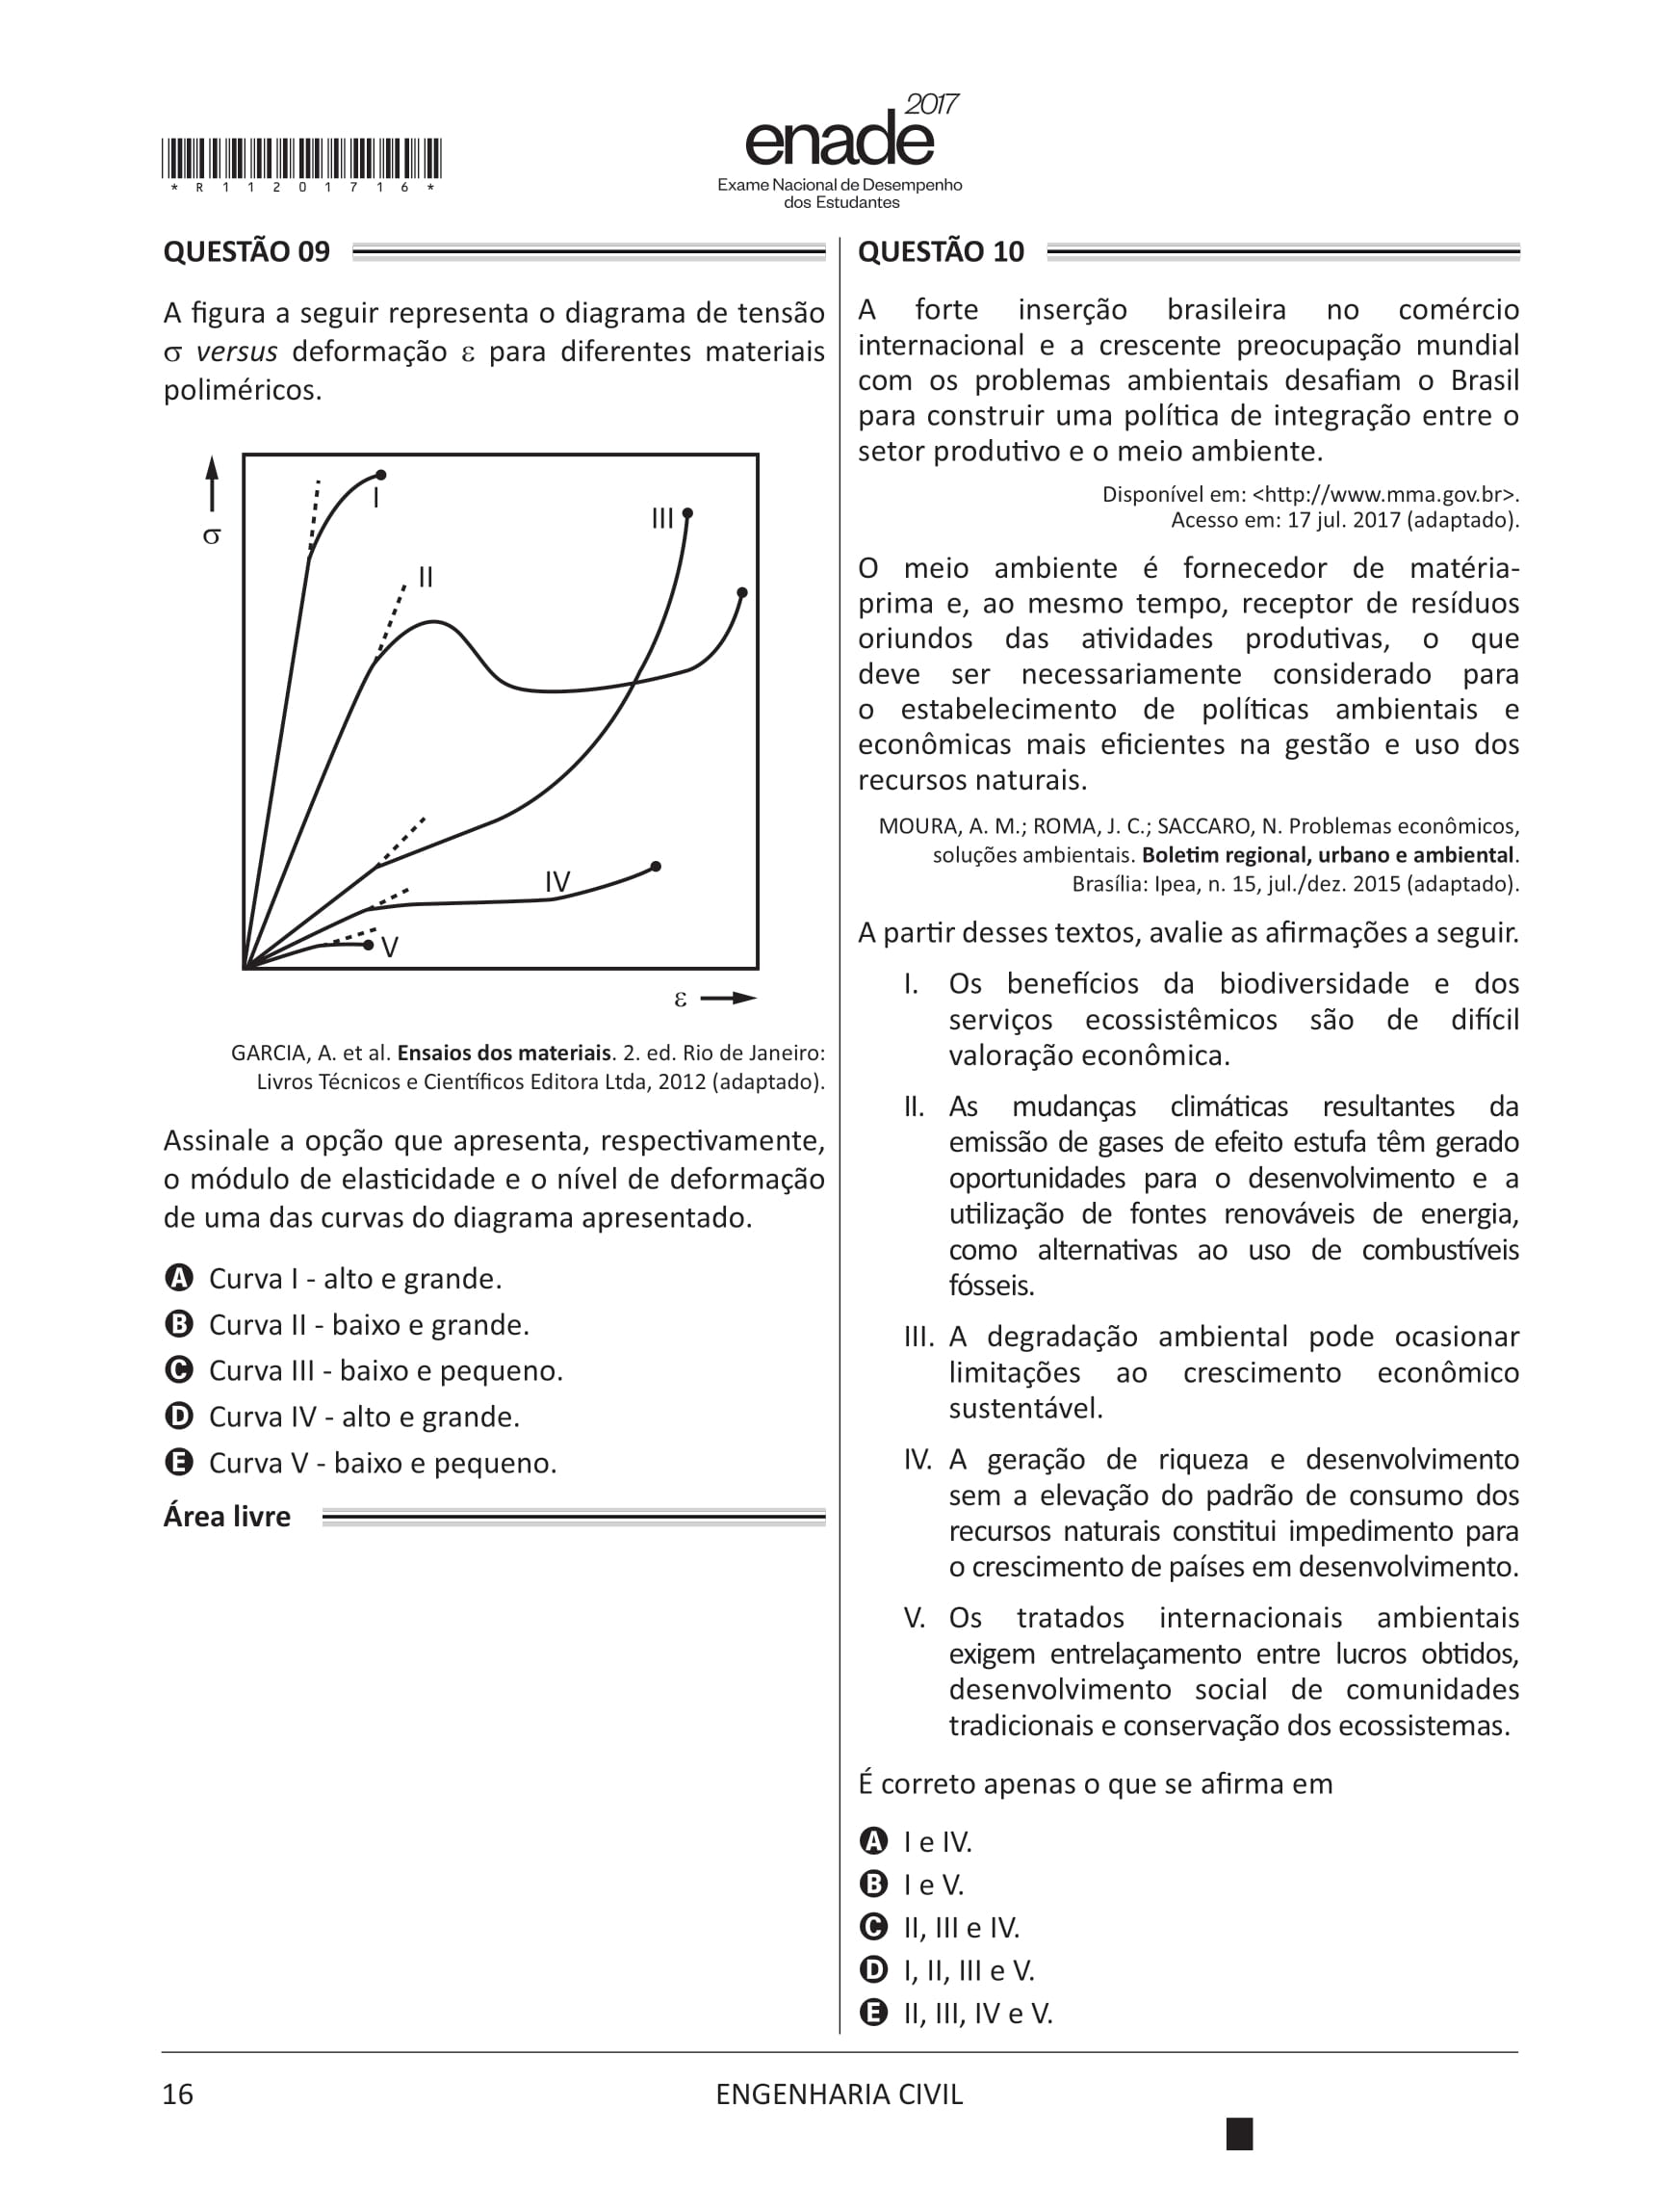 2017
enade
Exame Nacional de Desempenho
dos Estudantes
* R 1 1 2 0 1 7 1 6 *
QUESTÃO 09
A figura a seguir representa o diagrama de tensão
σ versus deformação ε para diferentes materiais
poliméricos.
σ
I
II
III
IV
V
ε
GARCIA, A. et al. Ensaios dos materiais. 2. ed. Rio de Janeiro:
Livros Técnicos e Científicos Editora Ltda, 2012 (adaptado).
Assinale a opção que apresenta, respectivamente,
o módulo de elasticidade e o nível de deformação
de uma das curvas do diagrama apresentado.
A Curva I - alto e grande.
B Curva II - baixo e grande.
C Curva III - baixo e pequeno.
D Curva IV - alto e grande.
E Curva V - baixo e pequeno.
Área livre
QUESTÃO 10
A forte inserção brasileira no comércio
internacional e a crescente preocupação mundial
com os problemas ambientais desafiam o Brasil
para construir uma política de integração entre o
setor produtivo e o meio ambiente.
Disponível em: <http://www.mma.gov.br>.
Acesso em: 17 jul. 2017 (adaptado).
O meio ambiente é fornecedor de matéria-
prima e, ao mesmo tempo, receptor de resíduos
oriundos das atividades produtivas, o que
deve ser necessariamente considerado para
o estabelecimento de políticas ambientais e
econômicas mais eficientes na gestão e uso dos
recursos naturais.
MOURA, A. M.; ROMA, J. C.; SACCARO, N. Problemas econômicos,
soluções ambientais. Boletim regional, urbano e ambiental.
Brasília: Ipea, n. 15, jul./dez. 2015 (adaptado).
A partir desses textos, avalie as afirmações a seguir.
I. Os benefícios da biodiversidade e dos
serviços ecossistêmicos são de difícil
valoração econômica.
II. As mudanças climáticas resultantes da
emissão de gases de efeito estufa têm gerado
oportunidades para o desenvolvimento e a
utilização de fontes renováveis de energia,
como alternativas ao uso de combustíveis
fósseis.
III. A degradação ambiental pode ocasionar
limitações ao crescimento econômico
sustentável.
IV. A geração de riqueza e desenvolvimento
sem a elevação do padrão de consumo dos
recursos naturais constitui impedimento para
o crescimento de países em desenvolvimento.
V. Os tratados internacionais ambientais
exigem entrelaçamento entre lucros obtidos,
desenvolvimento social de comunidades
tradicionais e conservação dos ecossistemas.
É correto apenas o que se afirma em
A I e IV.
B I e V.
C II, III e IV.
D I, II, III e V.
E II, III, IV e V.
16
ENGENHARIA CIVIL